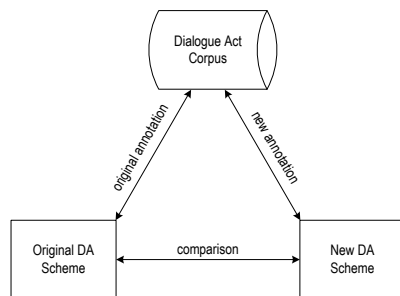 Dialogue Act
Corpus
original annotation
new annotation
Original DA
Scheme
comparison
New DA
Scheme